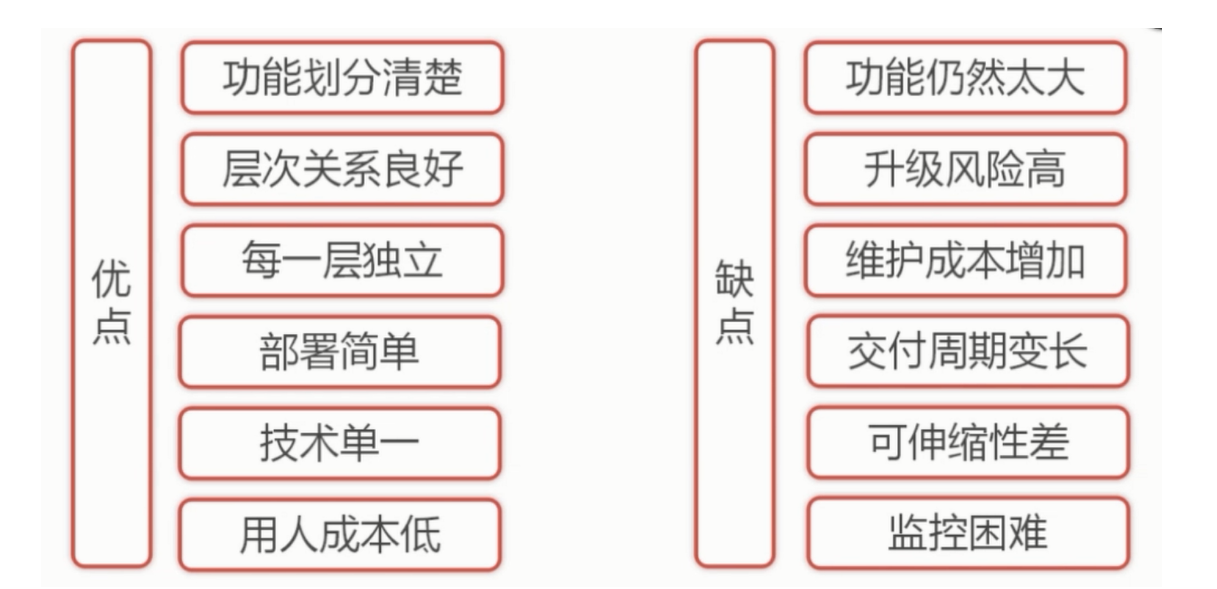 优点
功能划分清楚
层次关系良好
每一层独立
部署简单
技术单一
用人成本低
缺点
功能仍然太大
升级风险高
维护成本增加
交付周期变长
可伸缩性差
监控困难